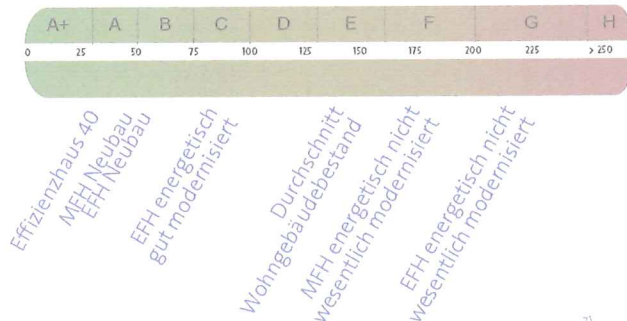 A+ A B C D E F G H
0 25 50 75 100 125 150 175 200 225 > 250
Effizienzhaus 40
MFH Neubau
EFH Neubau
EFH energetisch
gut modernisiert
Durchschnitt
Wohngebäudebestand
MFH energetisch nicht
wesentlich modernisiert
EFH energetisch nicht
wesentlich modernisiert